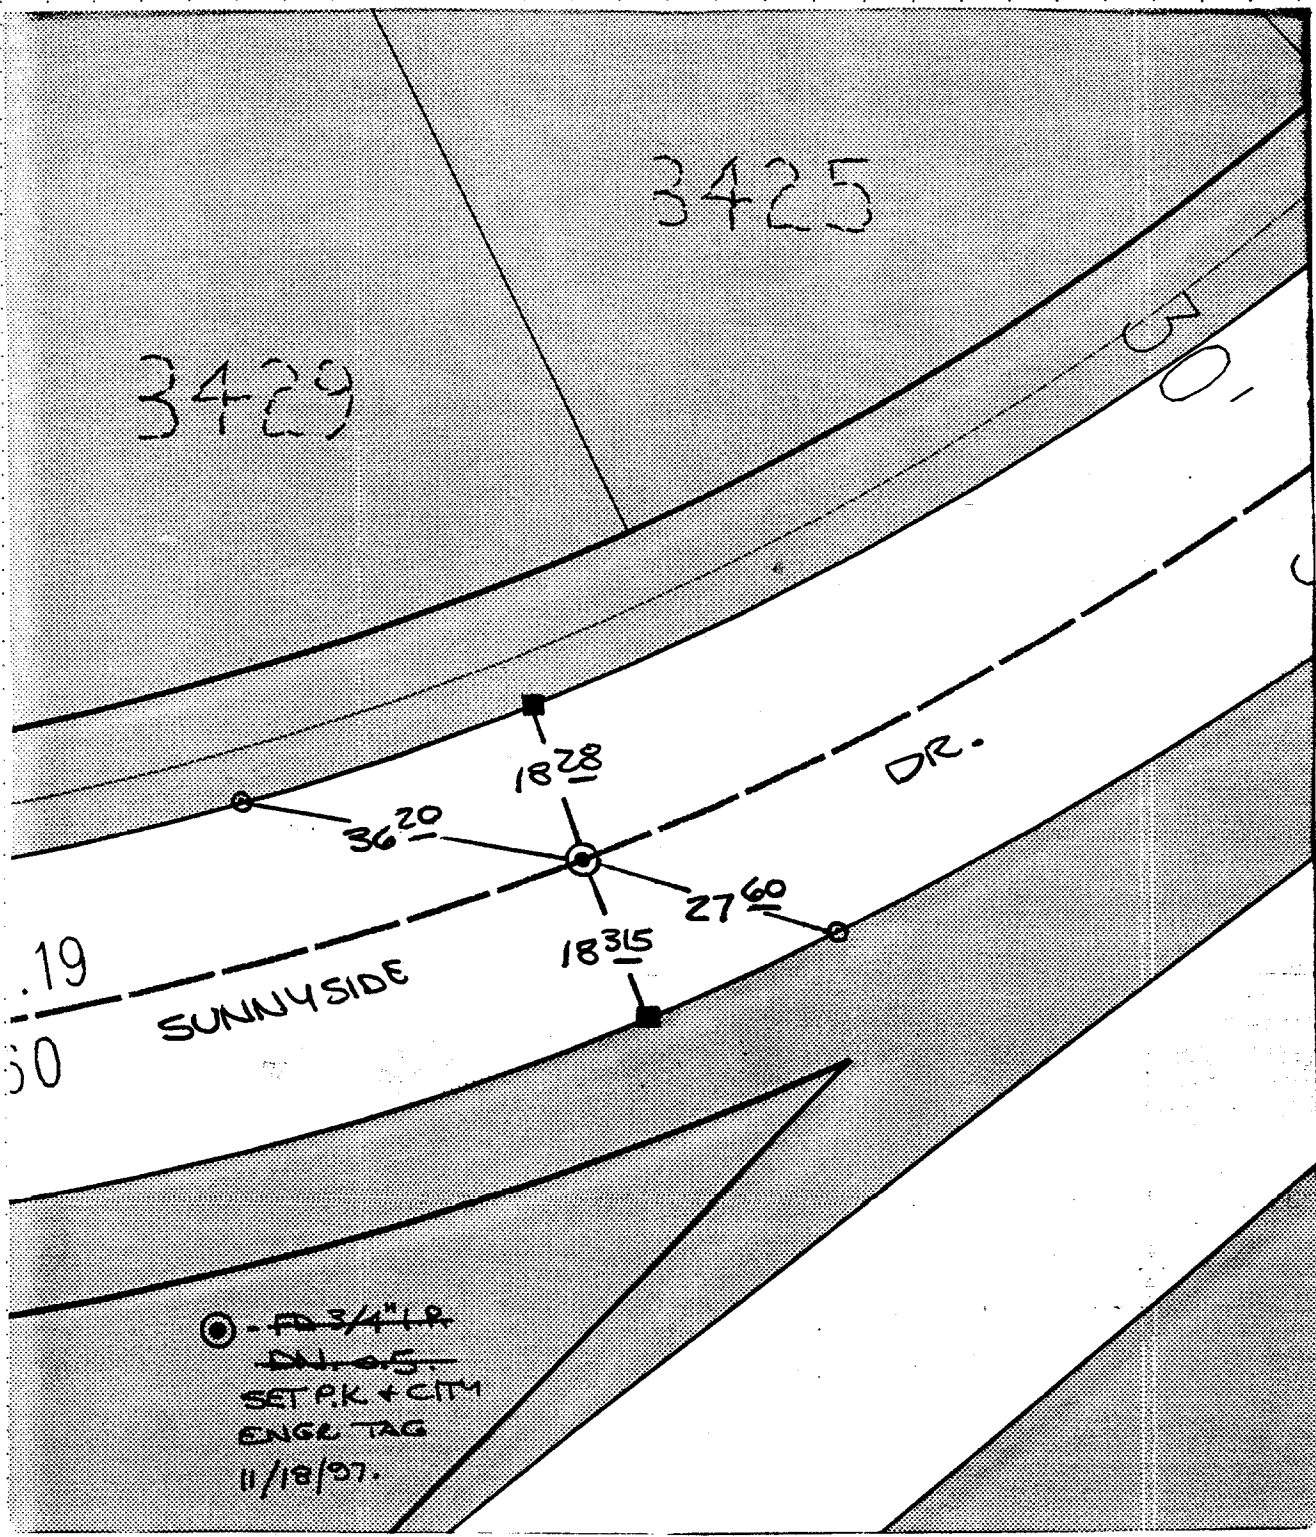 3425
3429
30'
18 28
36 20
DR.
27 60
18 315
.19
SUNNYSIDE
60
- FD 3/4" I.P.
DN. 0.5.
SET P.K. + CITY
ENGR TAG
11/18/97.